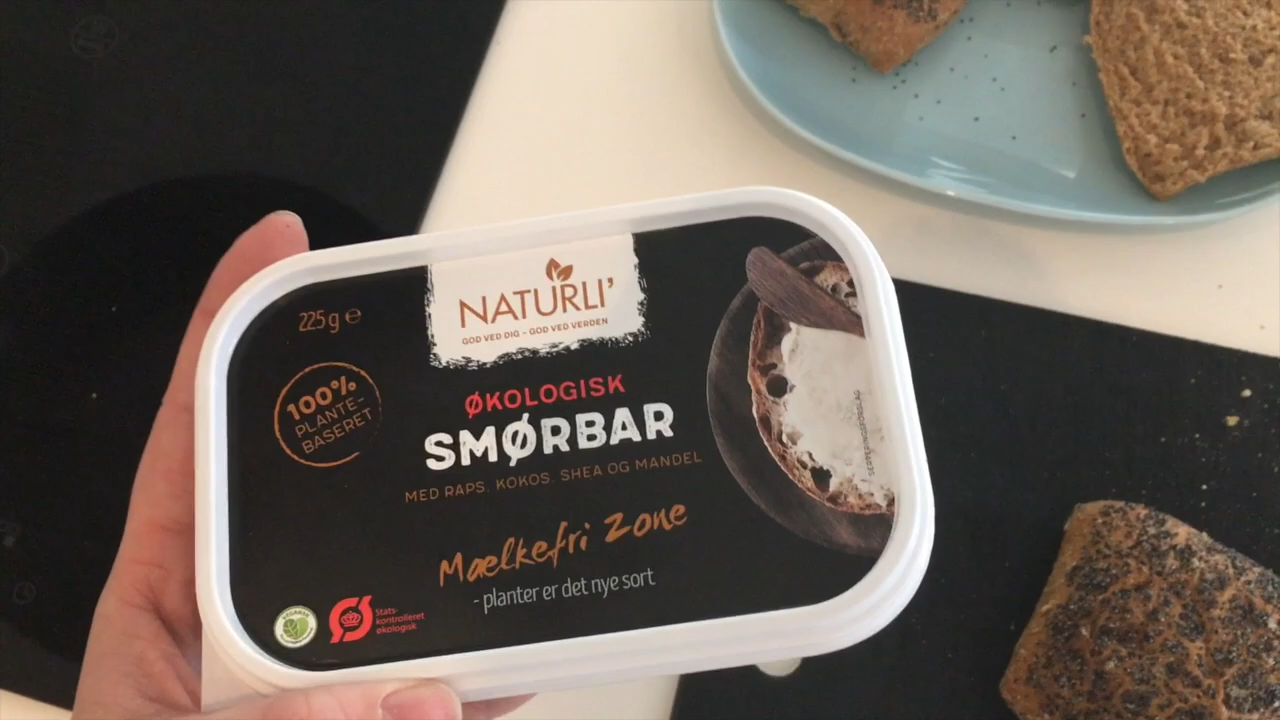 225 g ℮
NATURLI'
GOD VED DIG - GOD VED VERDEN
100%
PLANTE-
BASERET
ØKOLOGISK
SMØRBAR
MED RAPS, KOKOS, SHEA OG MANDEL
Mælkefri Zone
- planter er det nye sort
Stats-
kontrolleret
økologisk
Ø